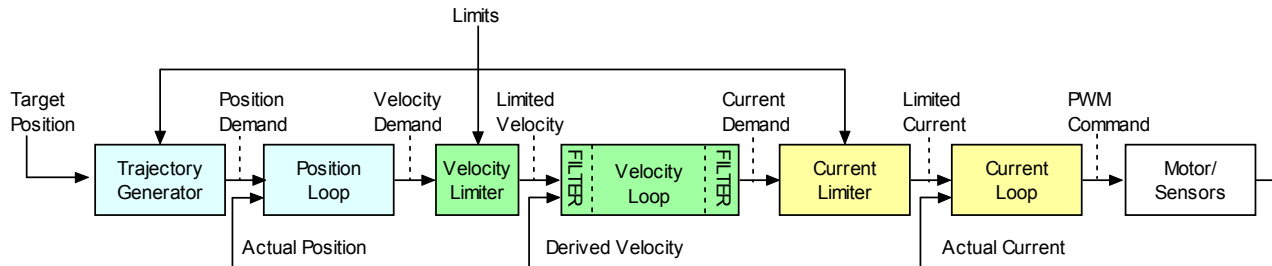 Limits
Target
Position
Position
Demand
Velocity
Demand
Limited
Velocity
Current
Demand
Limited
Current
PWM
Command
Trajectory
Generator
Position
Loop
Velocity
Limiter
FILTER
Velocity
Loop
FILTER
Current
Limiter
Current
Loop
Motor/
Sensors
Actual Position
Derived Velocity
Actual Current